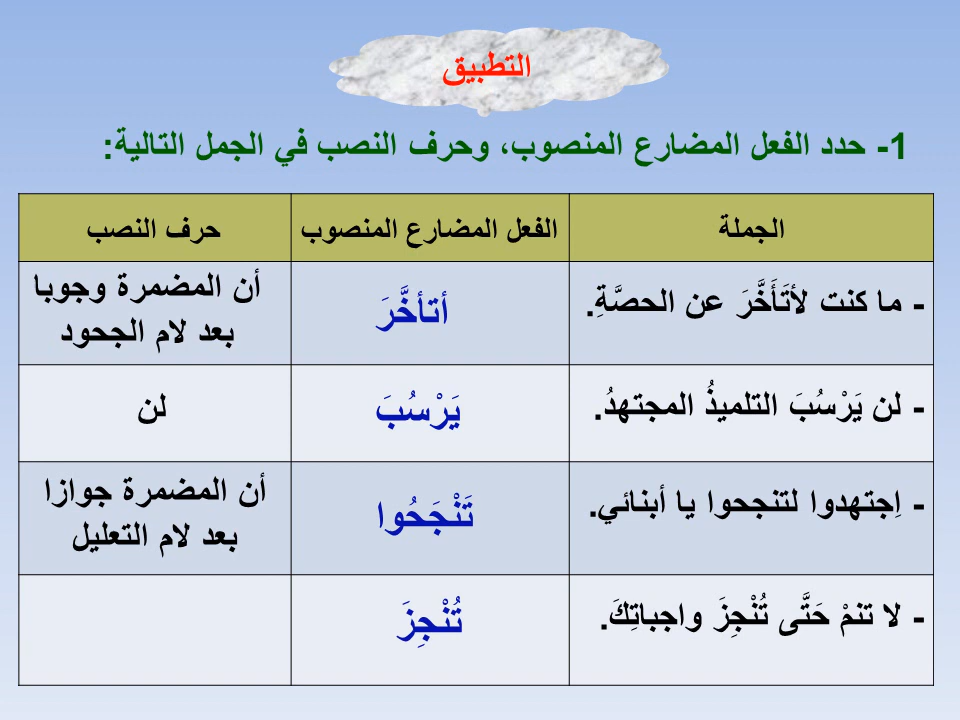 التطبيق
1- حدد الفعل المضارع المنصوب، وحرف النصب في الجمل التالية:
الجملة
الفعل المضارع المنصوب
حرف النصب
- ما كنت لأتَأَخَّرَ عن الحصَّةِ.
أتأخَّرَ
أن المضمرة وجوبا
بعد لام الجحود
- لن يَرْسُبَ التلميذُ المجتهدُ.
يَرْسُبَ
لن
- اِجتهدوا لتنجحوا يا أبنائي.
تَنْجَحُوا
أن المضمرة جوازا
بعد لام التعليل
- لا تنمْ حَتَّى تُنْجِزَ واجباتِكَ.
تُنْجِزَ